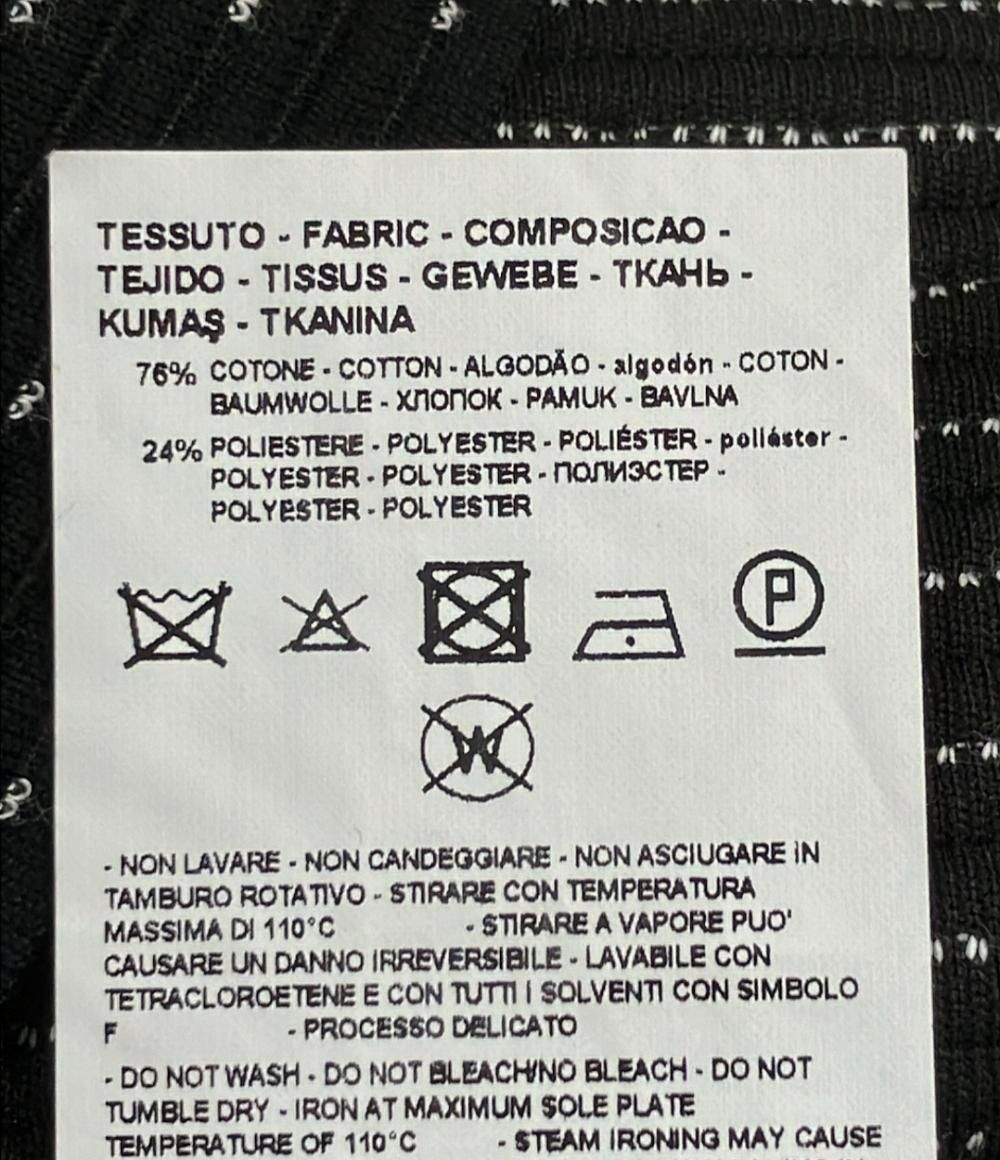 TESSUTO - FABRIC - COMPOSICAO -
TEJIDO - TISSUS - GEWEBE - ТКАНЬ -
KUMAŞ - TKANINA
76% COTONE - COTTON - ALGODÃO - algodón - COTON -
BAUMWOLLE - ХЛОПОК - PAMUK - BAVLNA
24% POLIESTERE - POLYESTER - POLIÉSTER - poliéster -
POLYESTER - POLYESTER - ПОЛИЭСТЕР -
POLYESTER - POLYESTER
P
W
- NON LAVARE - NON CANDEGGIARE - NON ASCIUGARE IN
TAMBURO ROTATIVO - STIRARE CON TEMPERATURA
MASSIMA DI 110°C - STIRARE A VAPORE PUO'
CAUSARE UN DANNO IRREVERSIBILE - LAVABILE CON
TETRACLOROETENE E CON TUTTI I SOLVENTI CON SIMBOLO
F - PROCESSO DELICATO
- DO NOT WASH - DO NOT BLEACH/NO BLEACH - DO NOT
TUMBLE DRY - IRON AT MAXIMUM SOLE PLATE
TEMPERATURE OF 110°C - STEAM IRONING MAY CAUSE